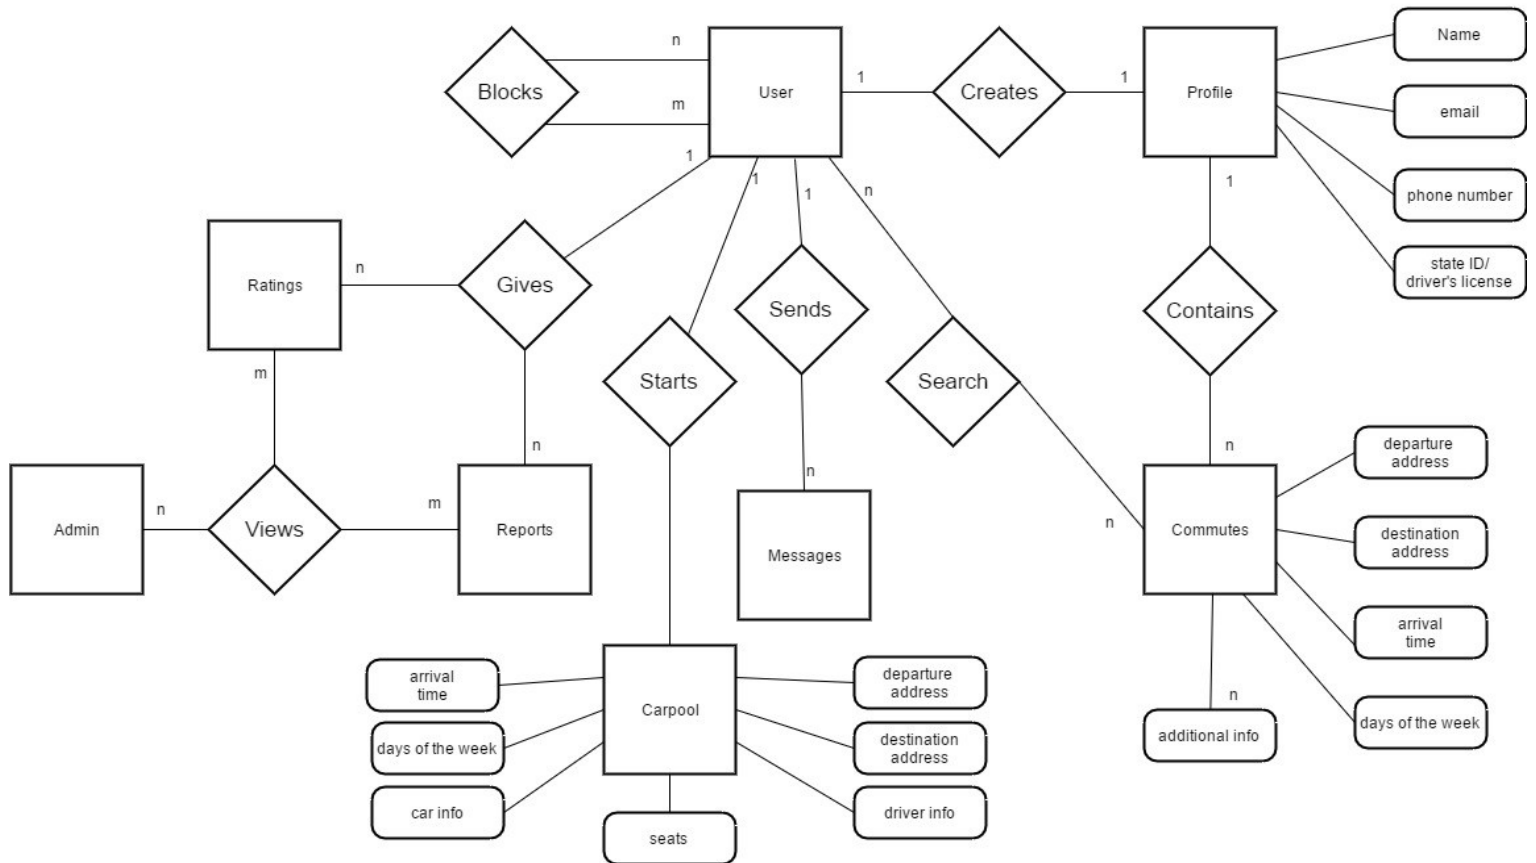 Name
n
Blocks
User
1
Creates
1
Profile
m
email
1
1
1
n
1
phone number
Ratings
n
Gives
Sends
Contains
state ID/
driver's license
m
Starts
Search
n
n
n
departure
address
Admin
n
Views
m
Reports
n
Messages
Commutes
destination
address
arrival
time
arrival
time
Carpool
departure
address
n
days of the week
destination
address
additional info
days of the week
car info
driver info
seats